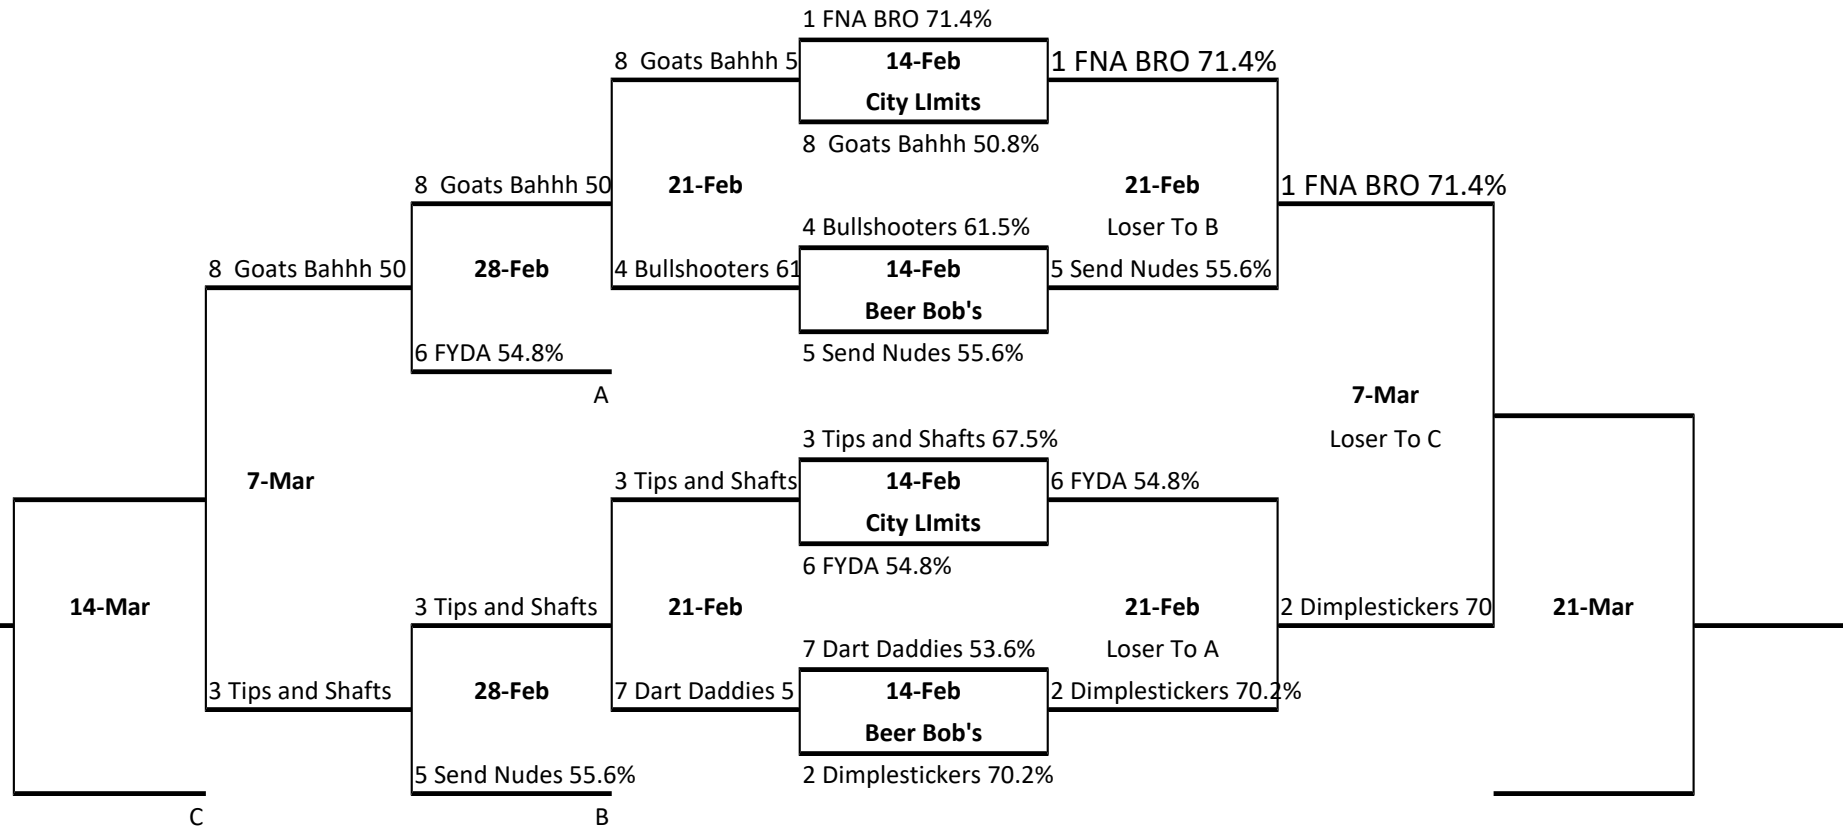 1 FNA BRO 71.4%
8  Goats Bahhh 5
14-Feb
1 FNA BRO 71.4%
City LImits
8  Goats Bahhh 50.8%
8  Goats Bahhh 50
21-Feb
21-Feb
1 FNA BRO 71.4%
4 Bullshooters 61.5%
Loser To B
8  Goats Bahhh 50
28-Feb
4 Bullshooters 61
14-Feb
5 Send Nudes 55.6%
Beer Bob's
6 FYDA 54.8%
5 Send Nudes 55.6%
A
7-Mar
3 Tips and Shafts 67.5%
Loser To C
7-Mar
3 Tips and Shafts
14-Feb
6 FYDA 54.8%
City LImits
6 FYDA 54.8%
14-Mar
3 Tips and Shafts
21-Feb
21-Feb
2 Dimplestickers 70
21-Mar
7 Dart Daddies 53.6%
Loser To A
3 Tips and Shafts
28-Feb
7 Dart Daddies 5
14-Feb
2 Dimplestickers 70.2%
Beer Bob's
5 Send Nudes 55.6%
2 Dimplestickers 70.2%
C
B